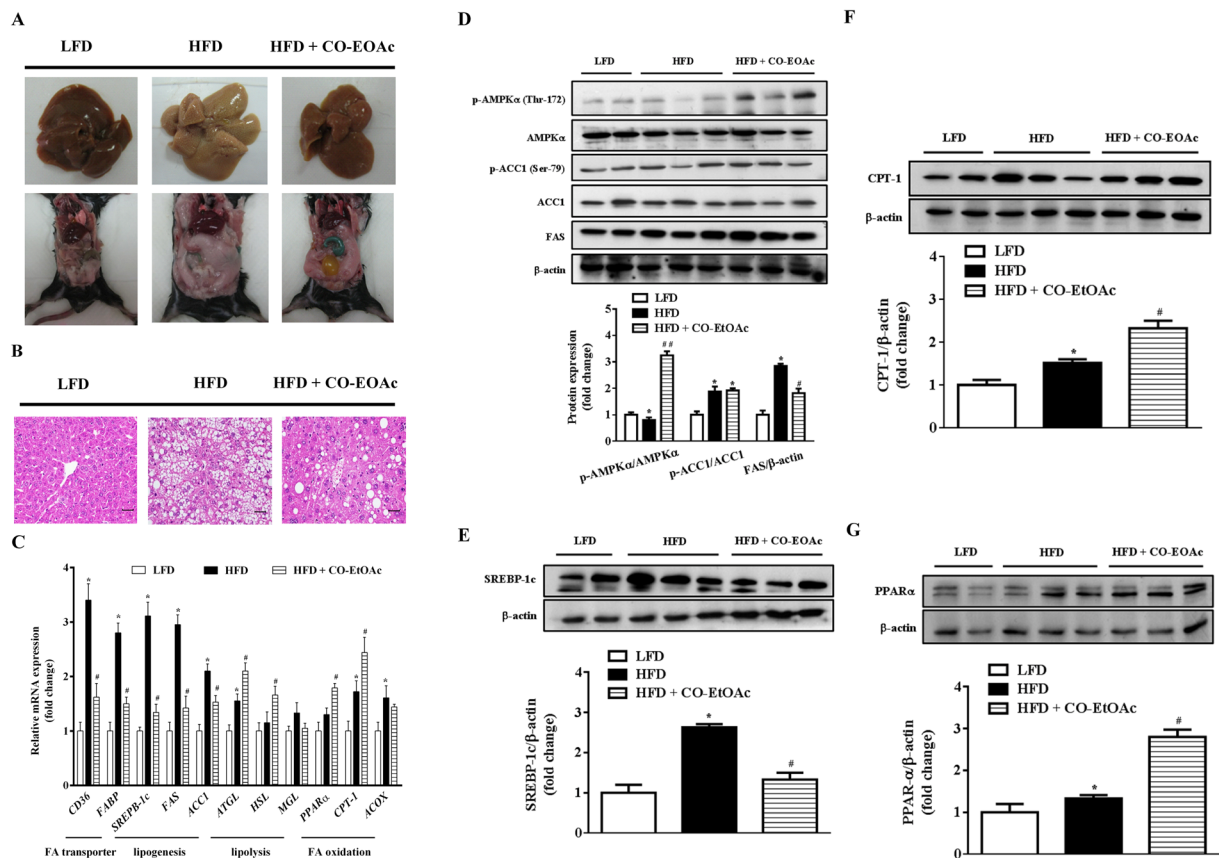 A
LFD HFD HFD + CO-EOAc
B
LFD HFD HFD + CO-EOAc
C
LFD HFD HFD + CO-EtOAc
Relative mRNA expression
(fold change)
4
3
2
1
0
* # * # * # * # * # * # # # * # *
CD36 FABP SREPB-1c FAS ACC1 ATGL HSL MGL PPARα CPT-1 ACOX
FA transporter lipogenesis lipolysis FA oxidation
D
LFD HFD HFD + CO-EOAc
p-AMPKα (Thr-172)
AMPKα
p-ACC1 (Ser-79)
ACC1
FAS
β-actin
LFD
HFD
HFD + CO-EtOAc
Protein expression
(fold change)
4
3
2
1
0
* ## * * * #
p-AMPKα/AMPKα p-ACC1/ACC1 FAS/β-actin
E
LFD HFD HFD + CO-EOAc
SREBP-1c
β-actin
LFD
HFD
HFD + CO-EtOAc
SREBP-1c/β-actin
(fold change)
4
3
2
1
0
* #
F
LFD HFD HFD + CO-EOAc
CPT-1
β-actin
LFD
HFD
HFD + CO-EtOAc
CPT-1/β-actin
(fold change)
4
3
2
1
0
* #
G
LFD HFD HFD + CO-EOAc
PPARα
β-actin
LFD
HFD
HFD + CO-EtOAc
PPAR-α/β-actin
(fold change)
4
3
2
1
0
* #